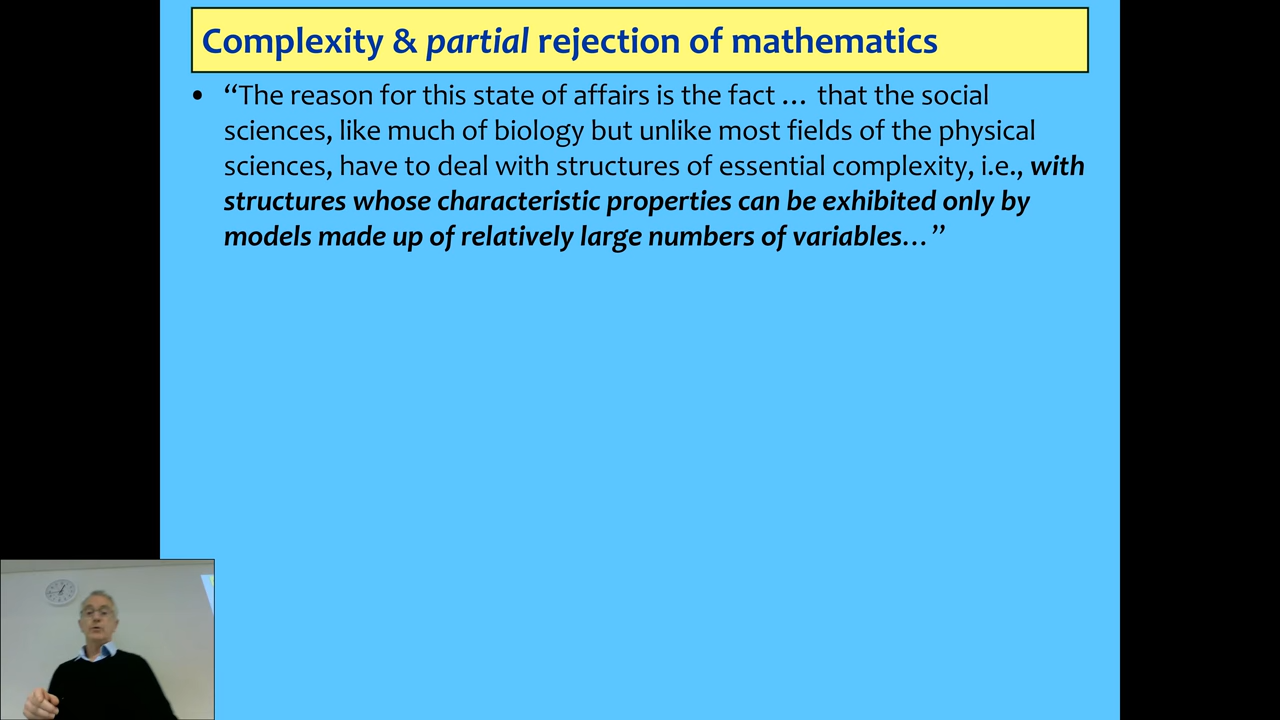 Complexity & partial rejection of mathematics
• “The reason for this state of affairs is the fact … that the social
sciences, like much of biology but unlike most fields of the physical
sciences, have to deal with structures of essential complexity, i.e., with
structures whose characteristic properties can be exhibited only by
models made up of relatively large numbers of variables…”